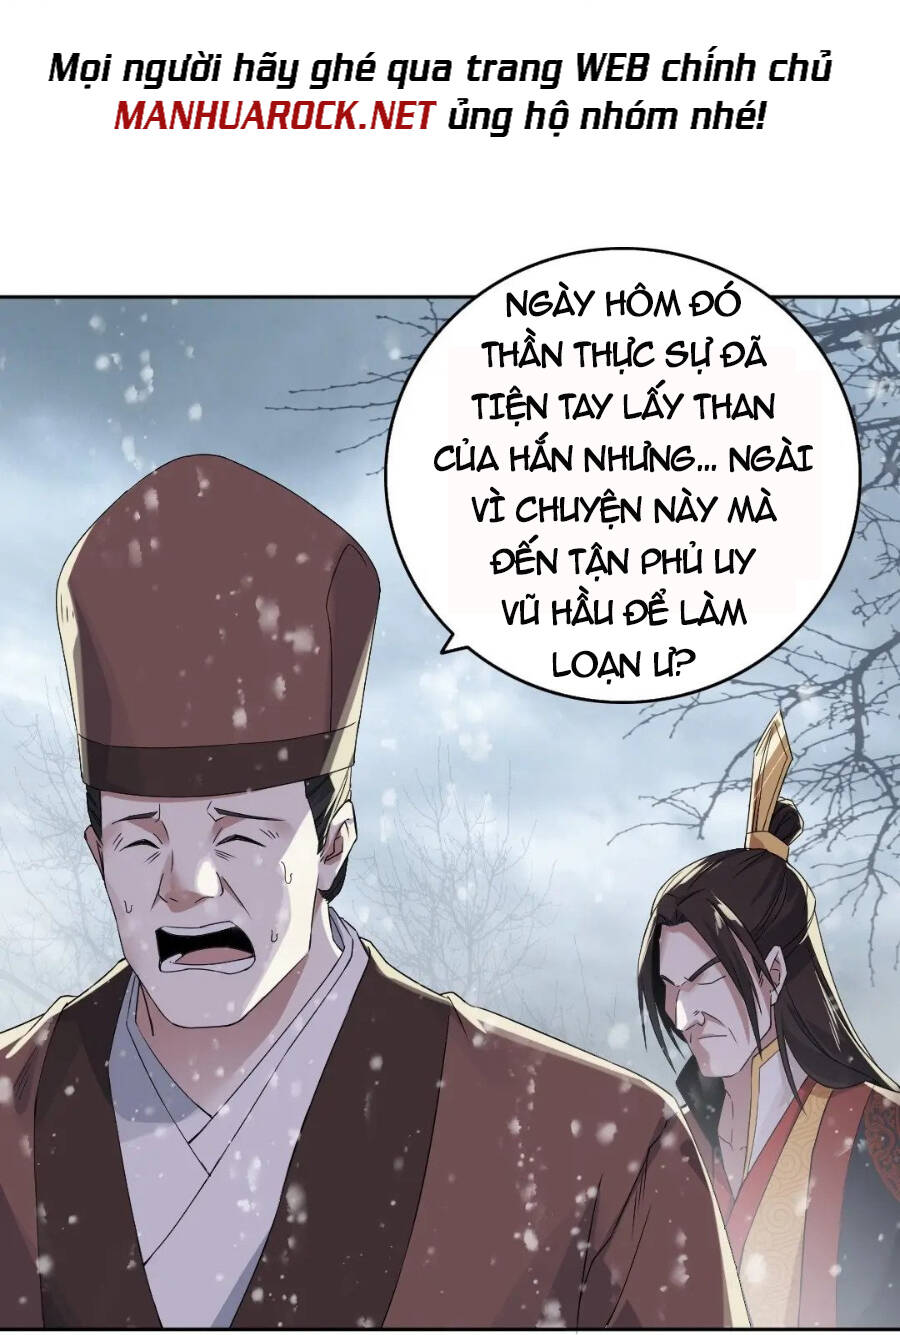 Mọi người hãy ghé qua trang WEB chính chủ
MANHUAROCK.NET ủng hộ nhóm nhé!
NGÀY HÔM ĐÓ
THẦN THỰC SỰ ĐÃ
TIỆN TAY LẤY THAN
CỦA HẮN NHƯNG... NGÀI
VÌ CHUYỆN NÀY MÀ
ĐẾN TẬN PHỦ UY
VŨ HẦU ĐỂ LÀM
LOẠN Ư?